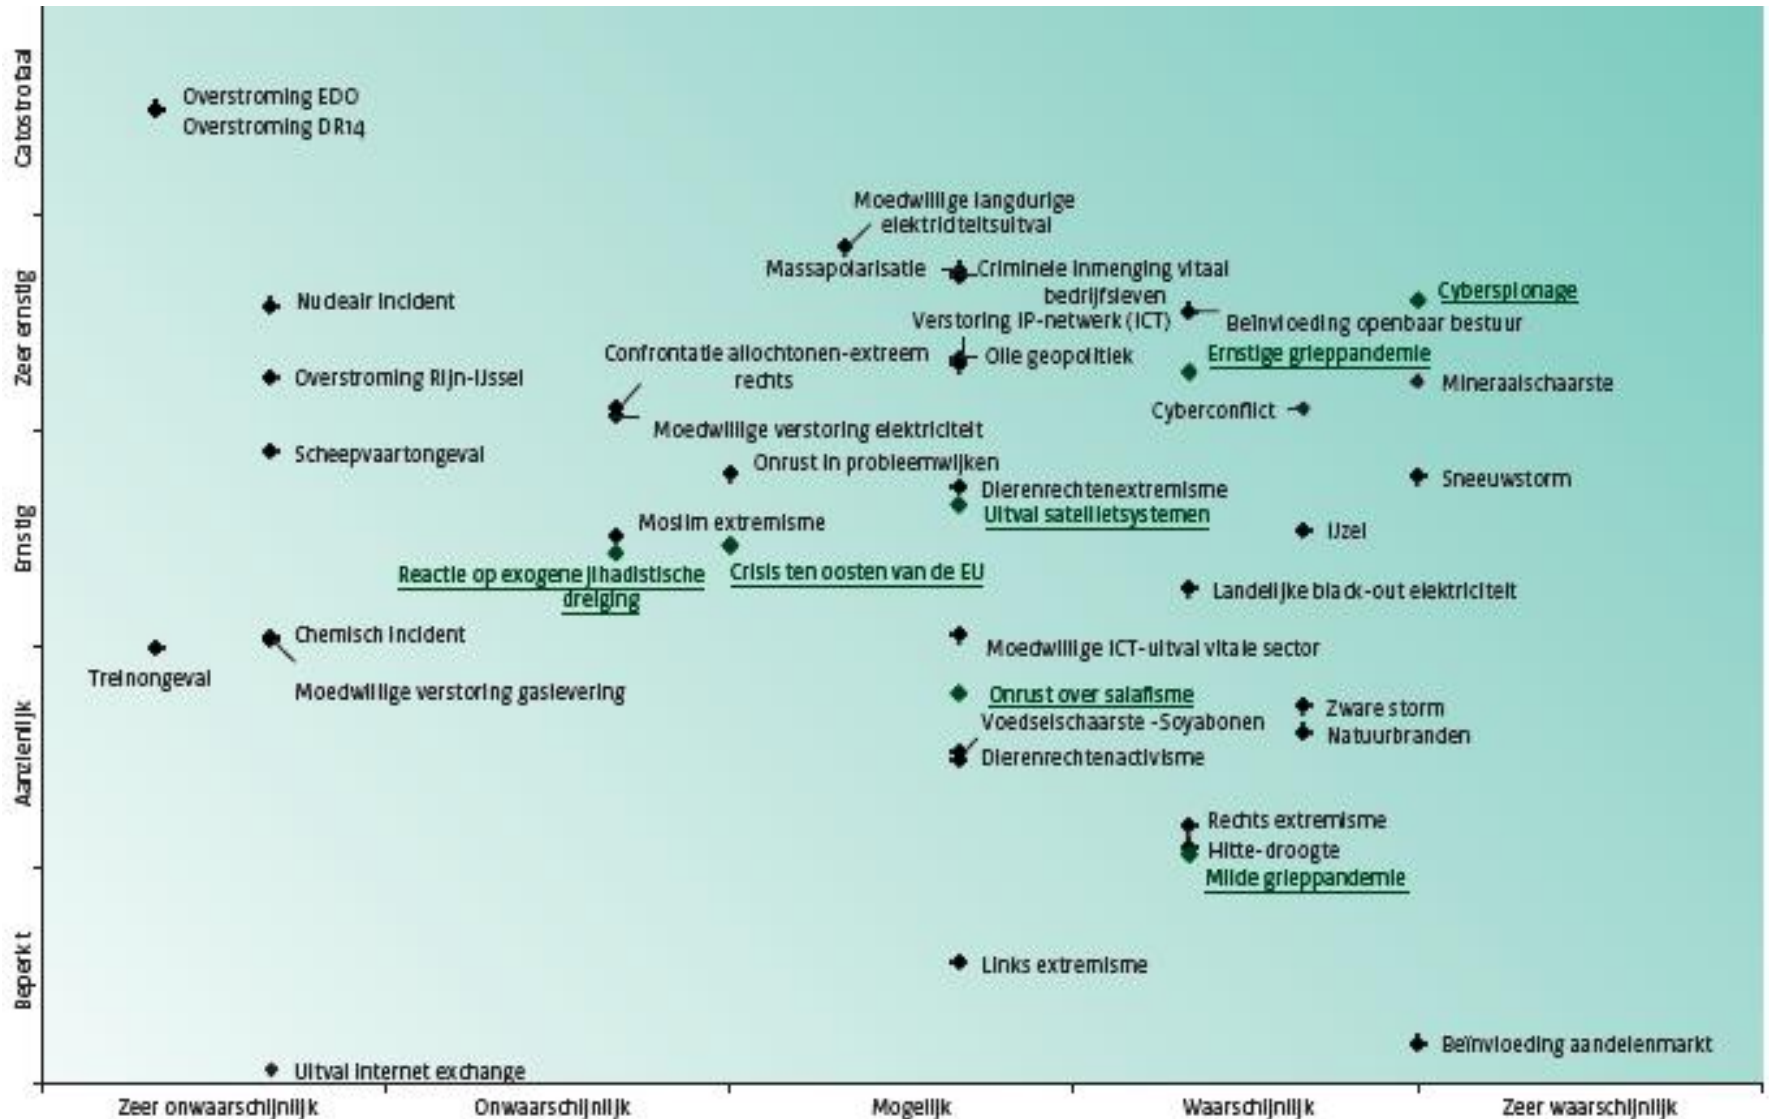 Catostrofaal
Zeer ernstig
Ernstig
Aanzienlijk
Beperkt
Overstroming EDO
Overstroming DR14
Moedwillige langdurige
elektriciteitsuitval
Massapolarisatie
Criminele inmenging vitaal
bedrijfsleven
Nucleair incident
Cyberspionage
Verstoring IP-netwerk (ICT)
Beïnvloeding openbaar bestuur
Confrontatie allochtonen-extreem
rechts
Olie geopolitiek
Ernstige grieppandemie
Overstroming Rijn-IJssel
Mineraalschaarste
Cyberconflict
Moedwillige verstoring elektriciteit
Scheepvaartongeval
Onrust in probleemwijken
Sneeuwstorm
Dierenrechtenextremisme
Uitval satellietsystemen
Moslim extremisme
IJzel
Reactie op exogene jihadistische
dreiging
Crisis ten oosten van de EU
Landelijke black-out elektriciteit
Chemisch incident
Moedwillige ICT-uitval vitale sector
Treinongeval
Moedwillige verstoring gaslevering
Onrust over salafisme
Zware storm
Voedselschaarste -Soyabonen
Natuurbranden
Dierenrechtenactivisme
Rechts extremisme
Hitte-droogte
Milde grieppandemie
Links extremisme
Beïnvloeding aandelenmarkt
Uitval internet exchange
Zeer onwaarschijnlijk
Onwaarschijnlijk
Mogelijk
Waarschijnlijk
Zeer waarschijnlijk